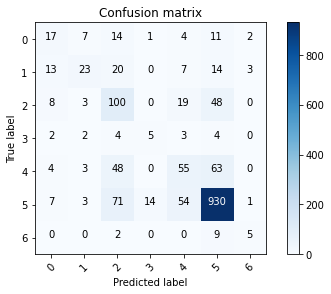 Confusion matrix
0 17 7 14 1 4 11 2
1 13 23 20 0 7 14 3
2 8 3 100 0 19 48 0
3 2 2 4 5 3 4 0
4 4 3 48 0 55 63 0
5 7 3 71 14 54 930 1
6 0 0 2 0 0 9 5
0 1 2 3 4 5 6
True label
Predicted label
800
600
400
200
0